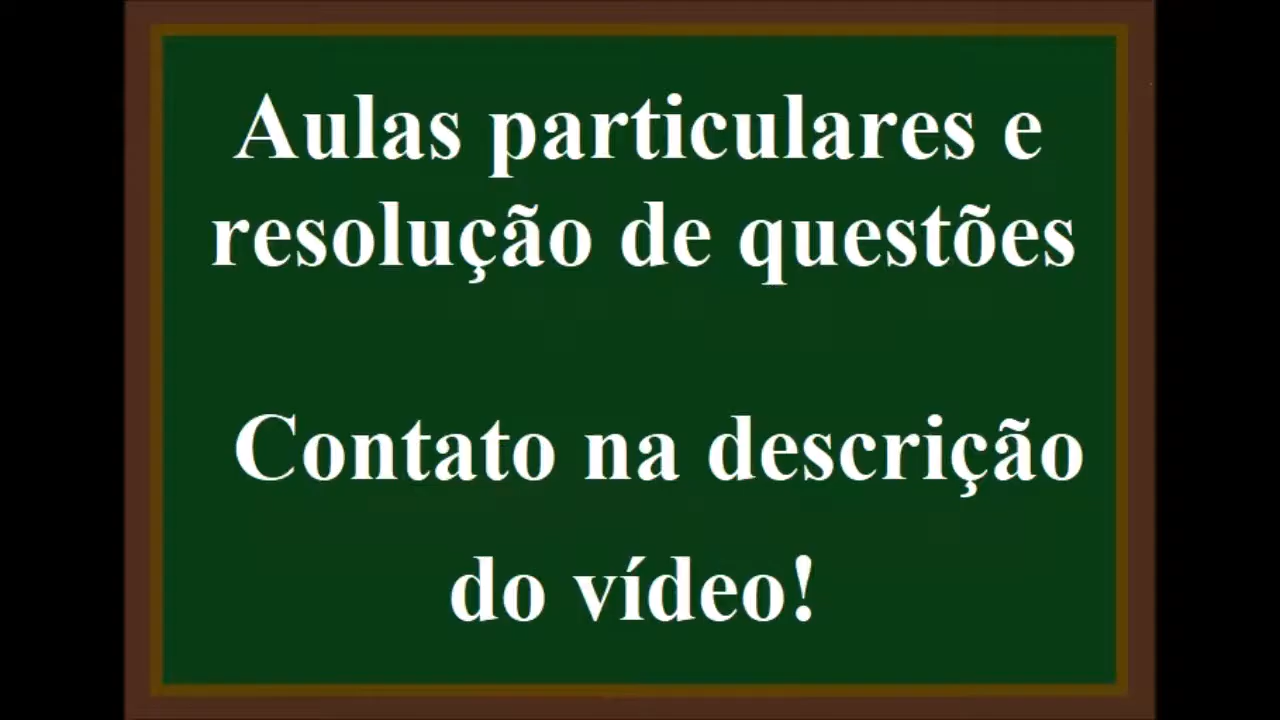 Aulas particulares e
resolução de questões
Contato na descrição
do vídeo!